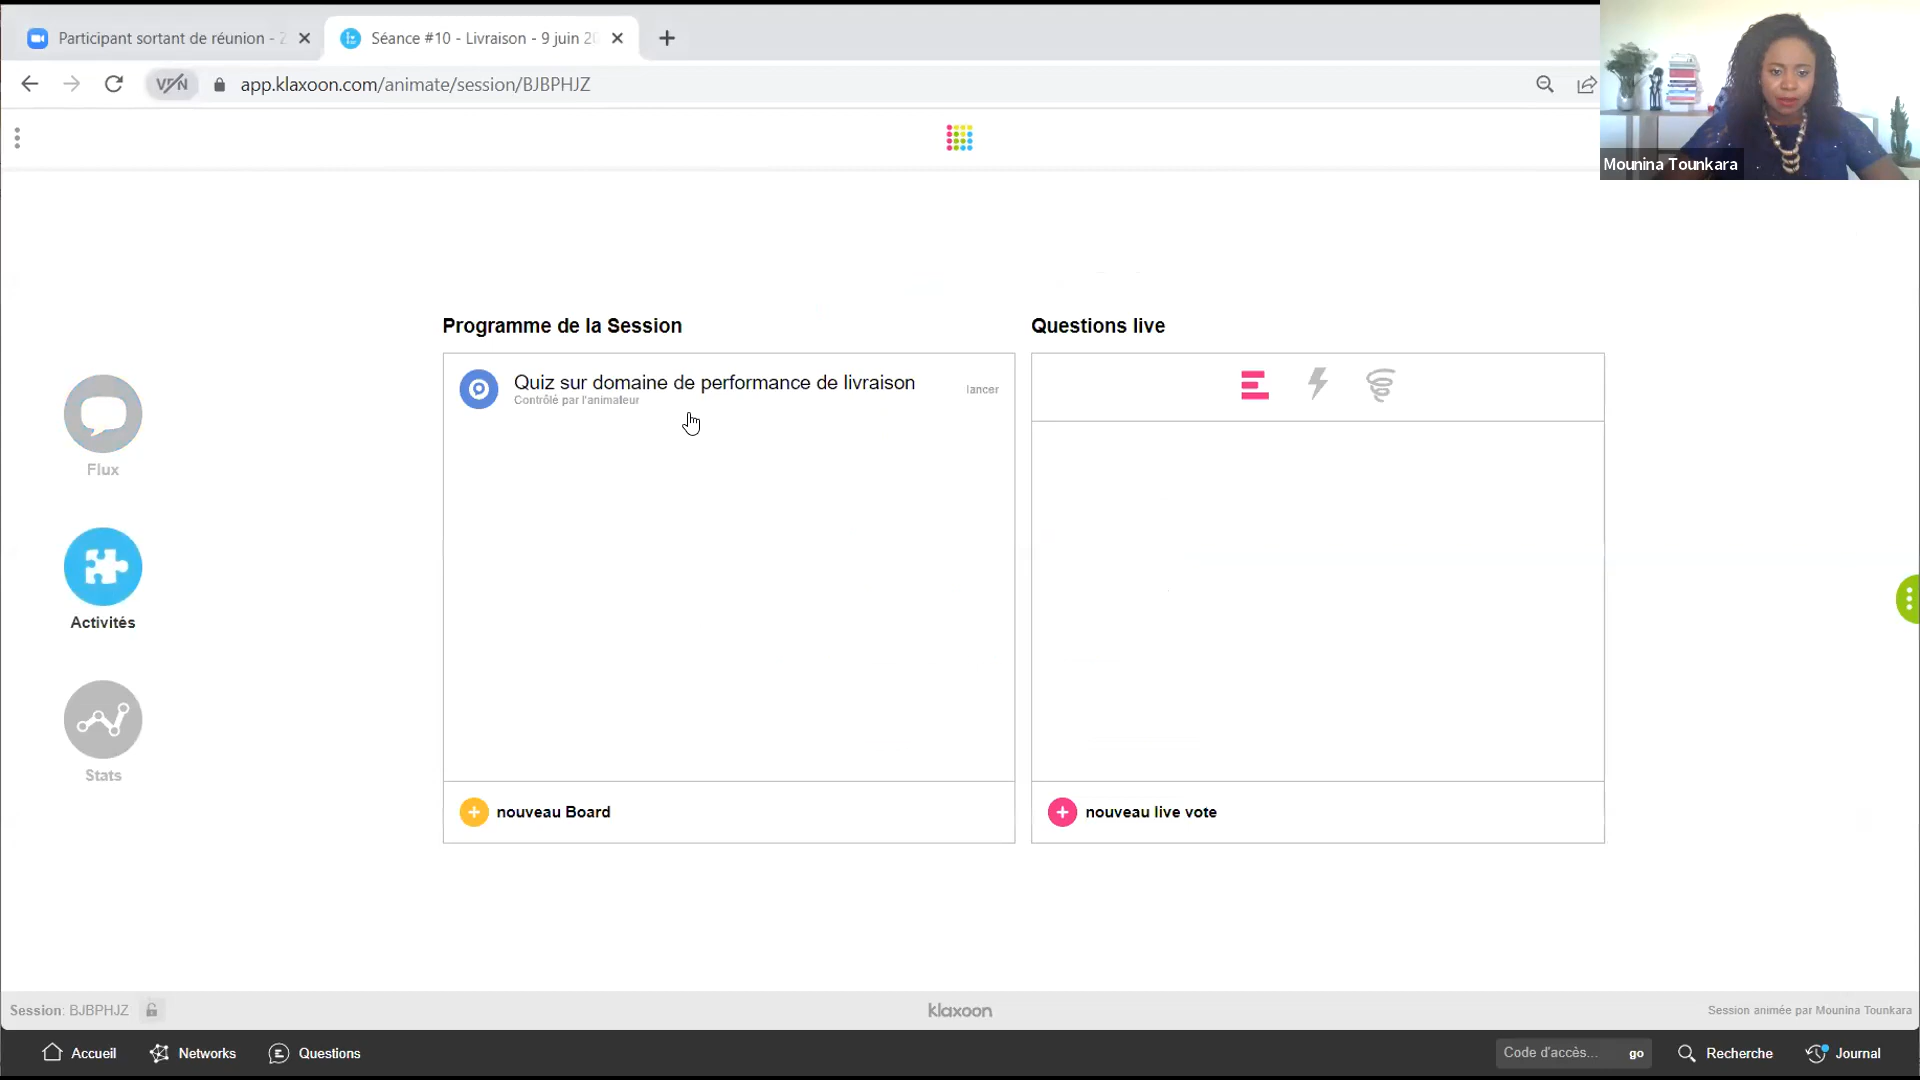 Participant sortant de réunion - 2
Séance #10 - Livraison - 9 juin 20
VPN
app.klaxoon.com/animate/session/BJBPHJZ
Mounina Tounkara
Programme de la Session
Questions live
Quiz sur domaine de performance de livraison
lancer
Contrôlé par l'animateur
Flux
Activités
Stats
nouveau Board
nouveau live vote
Session: BJBPHJZ
klaxoon
Session animée par Mounina Tounkara
Accueil
Networks
Questions
Code d'accès...
go
Recherche
Journal